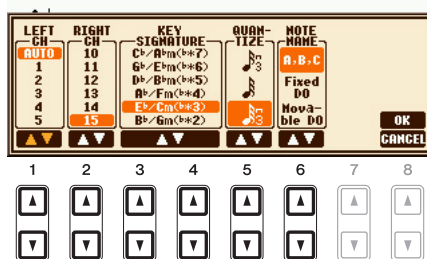 LEFT CH
RIGHT CH
KEY SIGNATURE
QUAN-TIZE
NOTE NAME
AUTO 10 C♭/A♭m(♭*7) A,B,C
1 11 G♭/E♭m(♭*6)
2 12 D♭/B♭m(♭*5) Fixed DO
3 13 A♭/Fm(♭*4)
4 14 E♭/Cm(♭*3) Mova-ble DO
5 15 B♭/Gm(♭*2)
3
3
OK
CANCEL
1 2 3 4 5 6 7 8